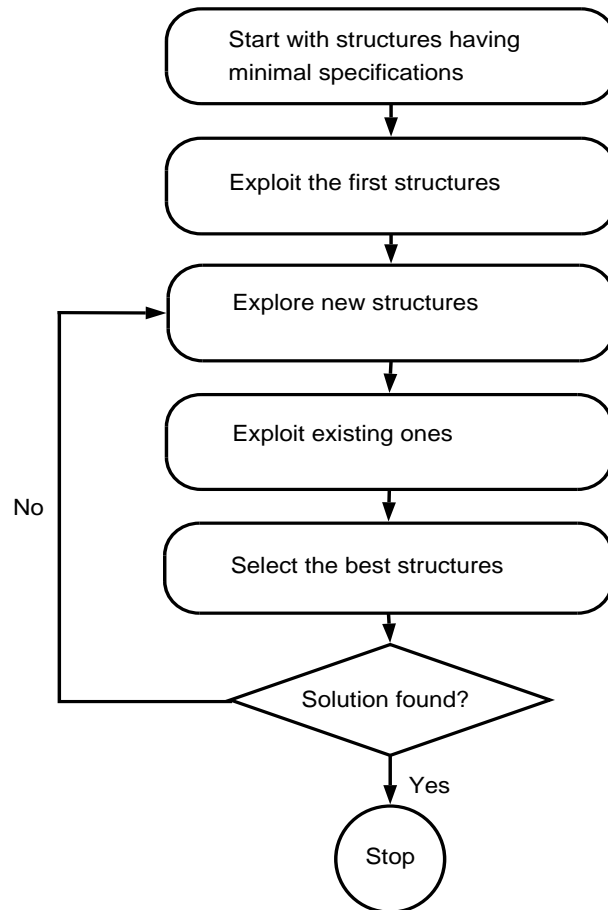 Start with structures having
minimal specifications
Exploit the first structures
Explore new structures
Exploit existing ones
No
Select the best structures
Solution found?
Yes
Stop